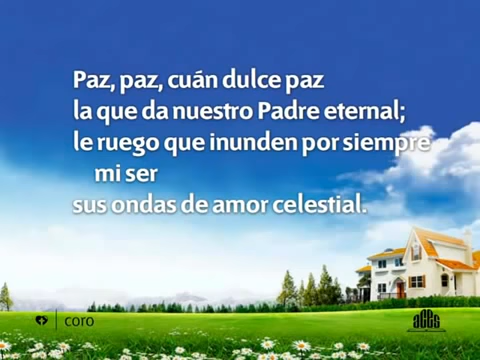 Paz, paz, cuán dulce paz
la que da nuestro Padre eternal;
le ruego que inunden por siempre
mi ser
sus ondas de amor celestial.
coro
aces